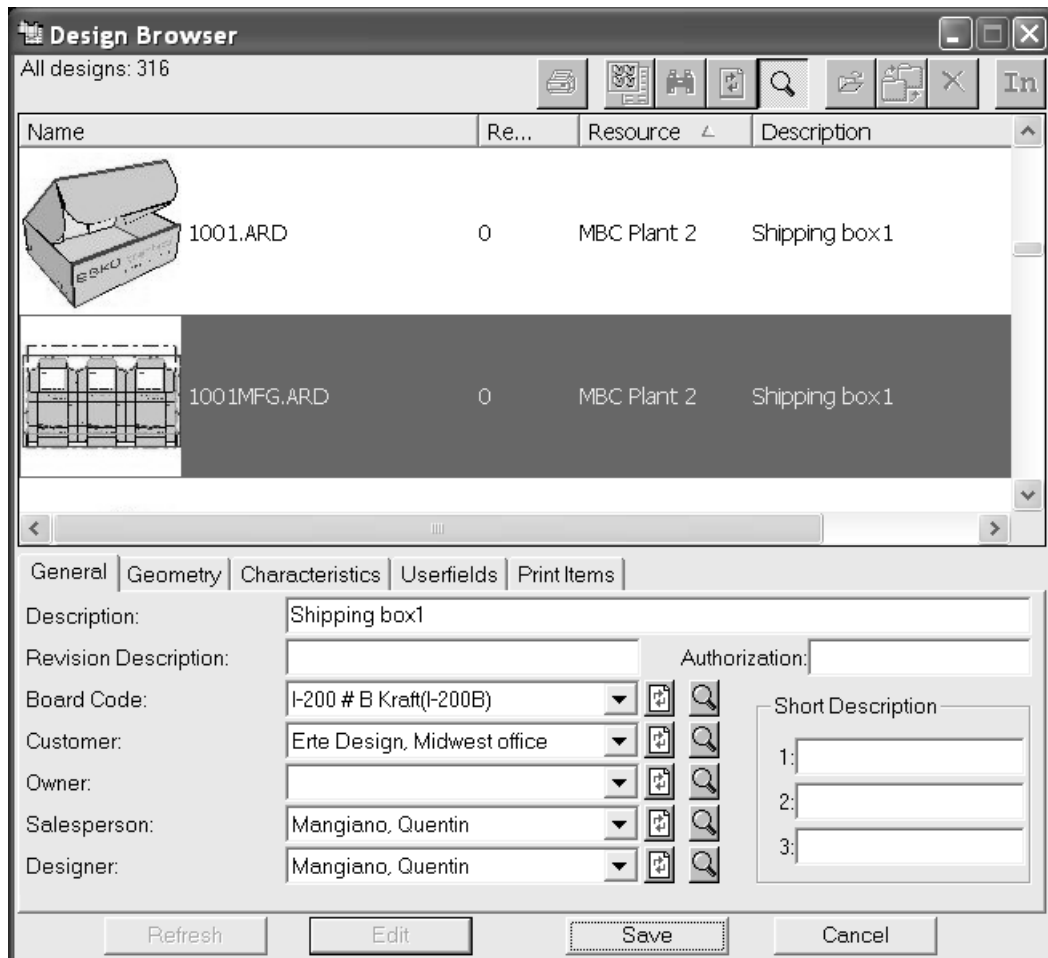 Design Browser
All designs: 316
In
Name Re... Resource Description
ESKO
1001.ARD 0 MBC Plant 2 Shipping box1
1001MFG.ARD 0 MBC Plant 2 Shipping box1
General Geometry Characteristics Userfields Print Items
Description: Shipping box1
Revision Description: Authorization:
Board Code: I-200 # B Kraft(I-200B)
Short Description
Customer: Erte Design, Midwest office
1:
Owner:
2:
Salesperson: Mangiano, Quentin
3:
Designer: Mangiano, Quentin
Refresh Edit Save Cancel